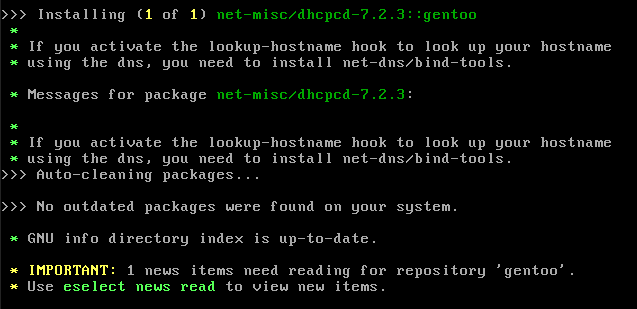 >>> Installing (1 of 1) net-misc/dhcpcd-7.2.3::gentoo
 *
 * If you activate the lookup-hostname hook to look up your hostname
 * using the dns, you need to install net-dns/bind-tools.
 * Messages for package net-misc/dhcpcd-7.2.3:
 *
 * If you activate the lookup-hostname hook to look up your hostname
 * using the dns, you need to install net-dns/bind-tools.
>>> Auto-cleaning packages...
>>> No outdated packages were found on your system.
 * GNU info directory index is up-to-date.
 * IMPORTANT: 1 news items need reading for repository 'gentoo'.
 * Use eselect news read to view new items.